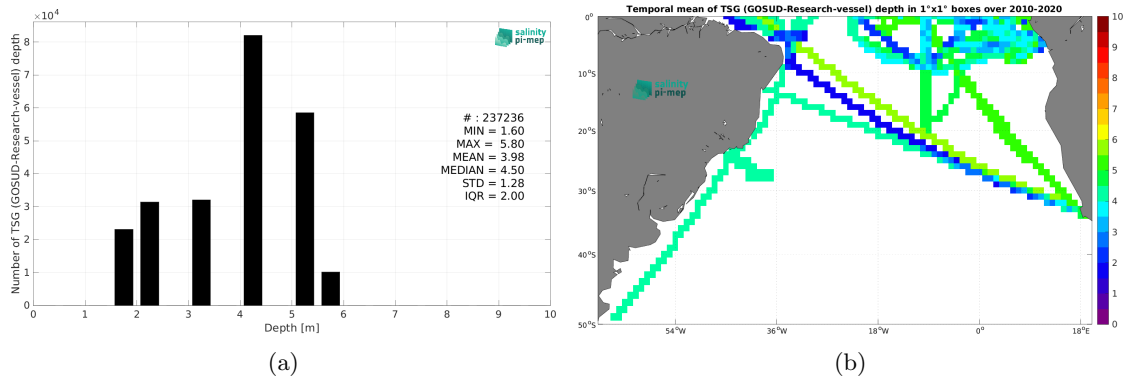 ×10⁴
Number of TSG (GOSUD-Research-vessel) depth
8
7
6
5
4
3
2
1
0
0 1 2 3 4 5 6 7 8 9 10
Depth [m]
salinity
pi-mep
# : 237236
MIN = 1.60
MAX = 5.80
MEAN = 3.98
MEDIAN = 4.50
STD = 1.28
IQR = 2.00
(a)
Temporal mean of TSG (GOSUD-Research-vessel) depth in 1°x1° boxes over 2010-2020
0°
10°S
20°S
30°S
40°S
50°S
54°W 36°W 18°W 0° 18°E
salinity
pi-mep
10
9
8
7
6
5
4
3
2
1
0
(b)